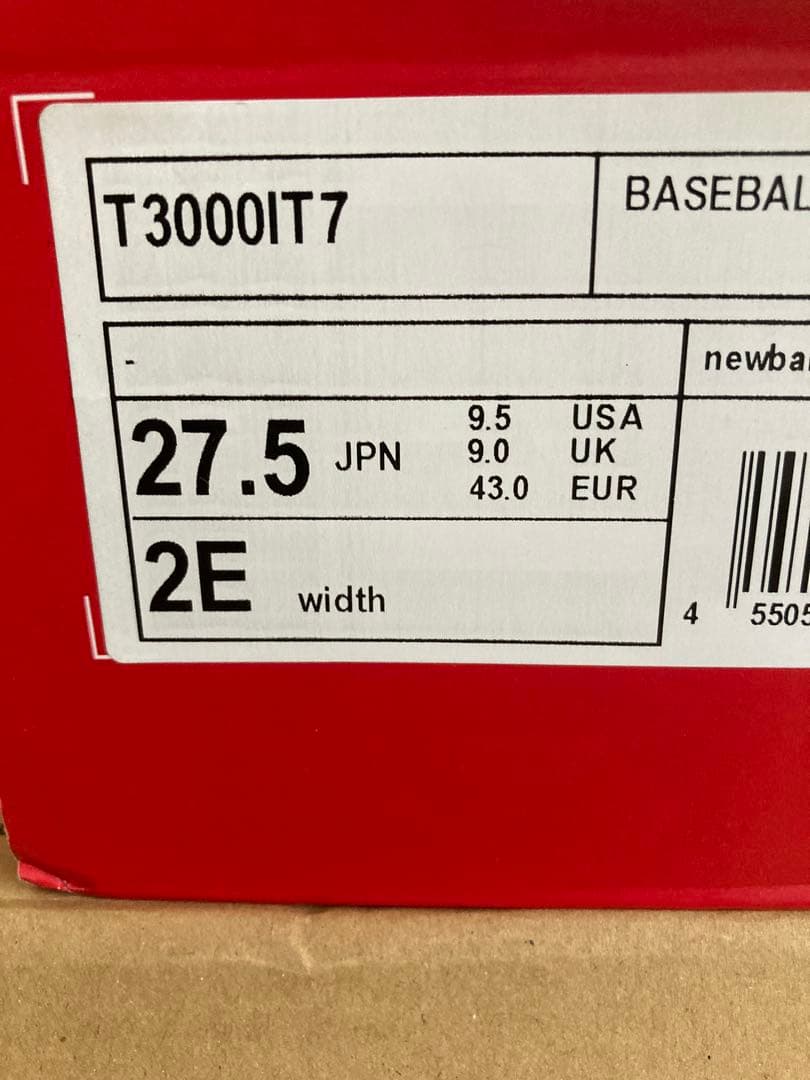 T3000IT7
BASEBAL
-
newba
27.5 JPN
9.5 USA
9.0 UK
43.0 EUR
2E width
4 5505